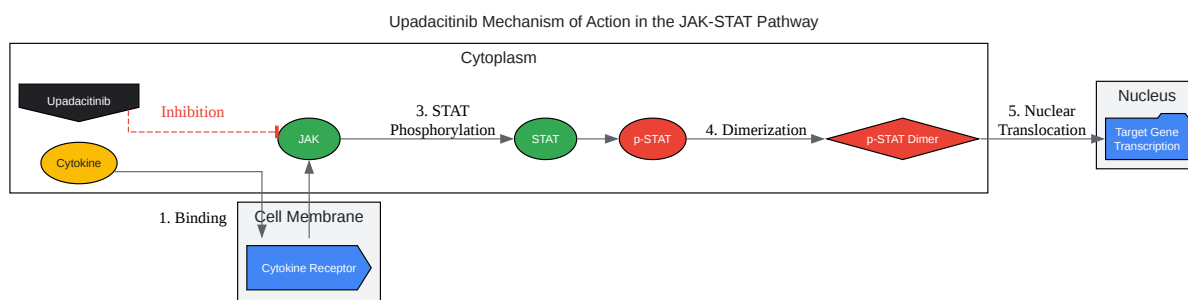 Upadacitinib Mechanism of Action in the JAK-STAT Pathway
Cytoplasm
Upadacitinib
Inhibition
Cytokine
JAK
3. STAT
Phosphorylation
STAT
p-STAT
4. Dimerization
p-STAT Dimer
5. Nuclear
Translocation
Nucleus
Target Gene
Transcription
1. Binding
Cell Membrane
Cytokine Receptor